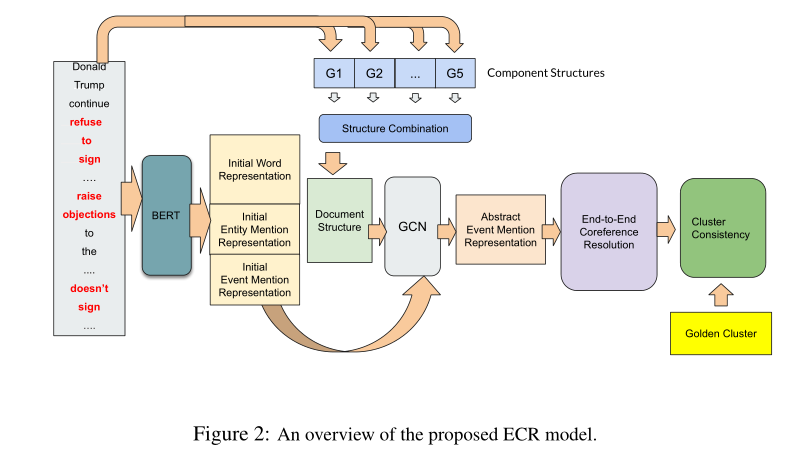 Donald
Trump
continue
refuse
to
sign
....
raise
objections
to
the
....
doesn't
sign
....
BERT
Initial Word
Representation
Initial
Entity Mention
Representation
Initial
Event Mention
Representation
G1 G2 ... G5
Component Structures
Structure Combination
Document
Structure
GCN
Abstract
Event Mention
Representation
End-to-End
Coreference
Resolution
Cluster
Consistency
Golden Cluster
Figure 2: An overview of the proposed ECR model.